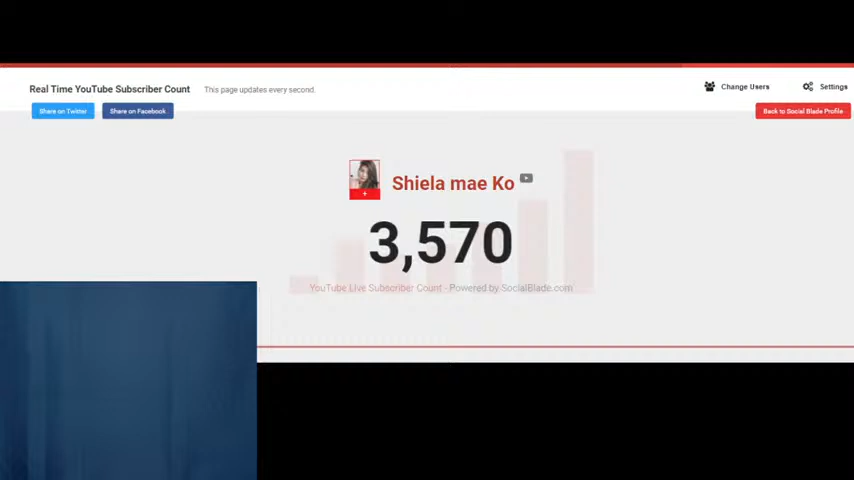 Real Time YouTube Subscriber Count This page updates every second.
Change Users Settings
Share on Twitter Share on Facebook
Back to Social Blade Profile
Shiela mae Ko
3,570
YouTube Live Subscriber Count - Powered by SocialBlade.com